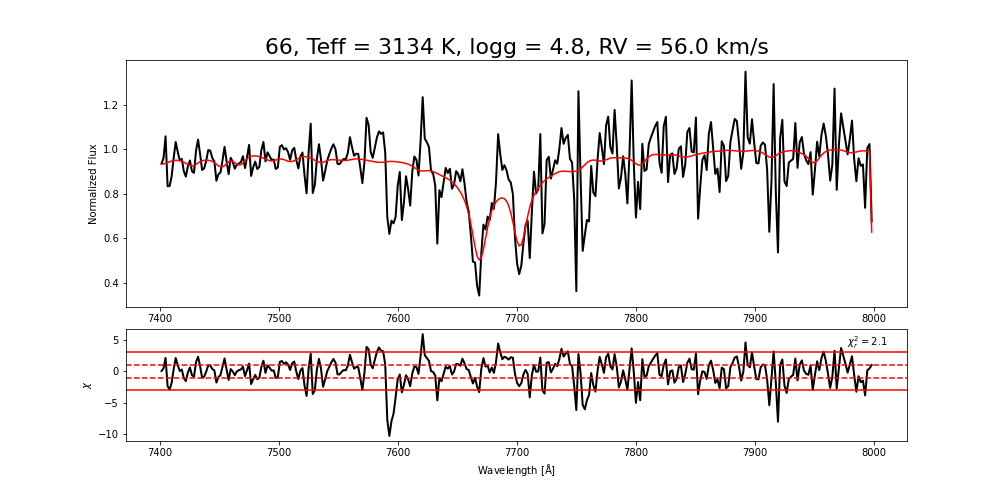 66, Teff = 3134 K, logg = 4.8, RV = 56.0 km/s
Normalized Flux
1.2
1.0
0.8
0.6
0.4
7400 7500 7600 7700 7800 7900 8000
χ
5
0
−5
−10
χ² = 2.1
7400 7500 7600 7700 7800 7900 8000
Wavelength [Å]